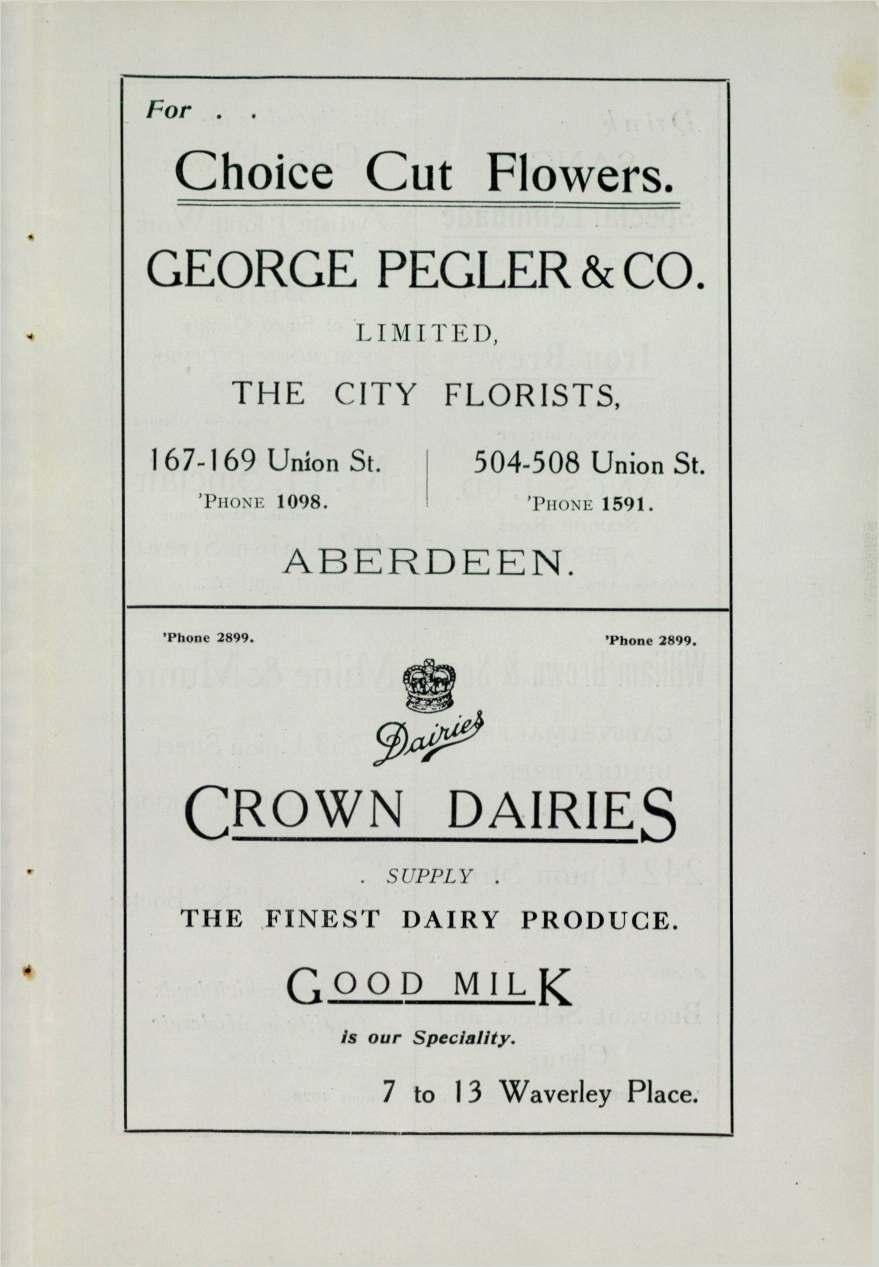 For . .
Choice Cut Flowers.
GEORGE PEGLER & CO.
LIMITED,
THE CITY FLORISTS,
167-169 Union St.
'PHONE 1098.
504-508 Union St.
'PHONE 1591.
ABERDEEN.
'Phone 2899.
'Phone 2899.
Dairies
CROWN DAIRIES
. SUPPLY .
THE FINEST DAIRY PRODUCE.
GOOD MILK
is our Speciality.
7 to 13 Waverley Place.